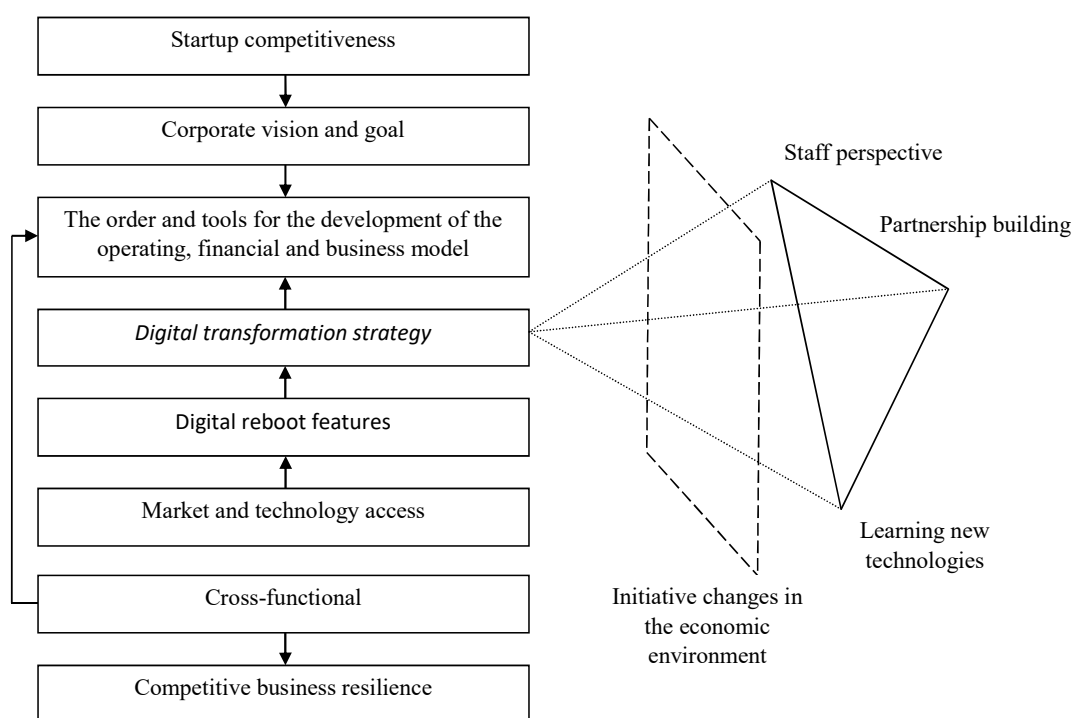 Startup competitiveness
Corporate vision and goal
The order and tools for the development of the
operating, financial and business model
Digital transformation strategy
Digital reboot features
Market and technology access
Cross-functional
Competitive business resilience
Staff perspective
Partnership building
Learning new
technologies
Initiative changes in
the economic
environment